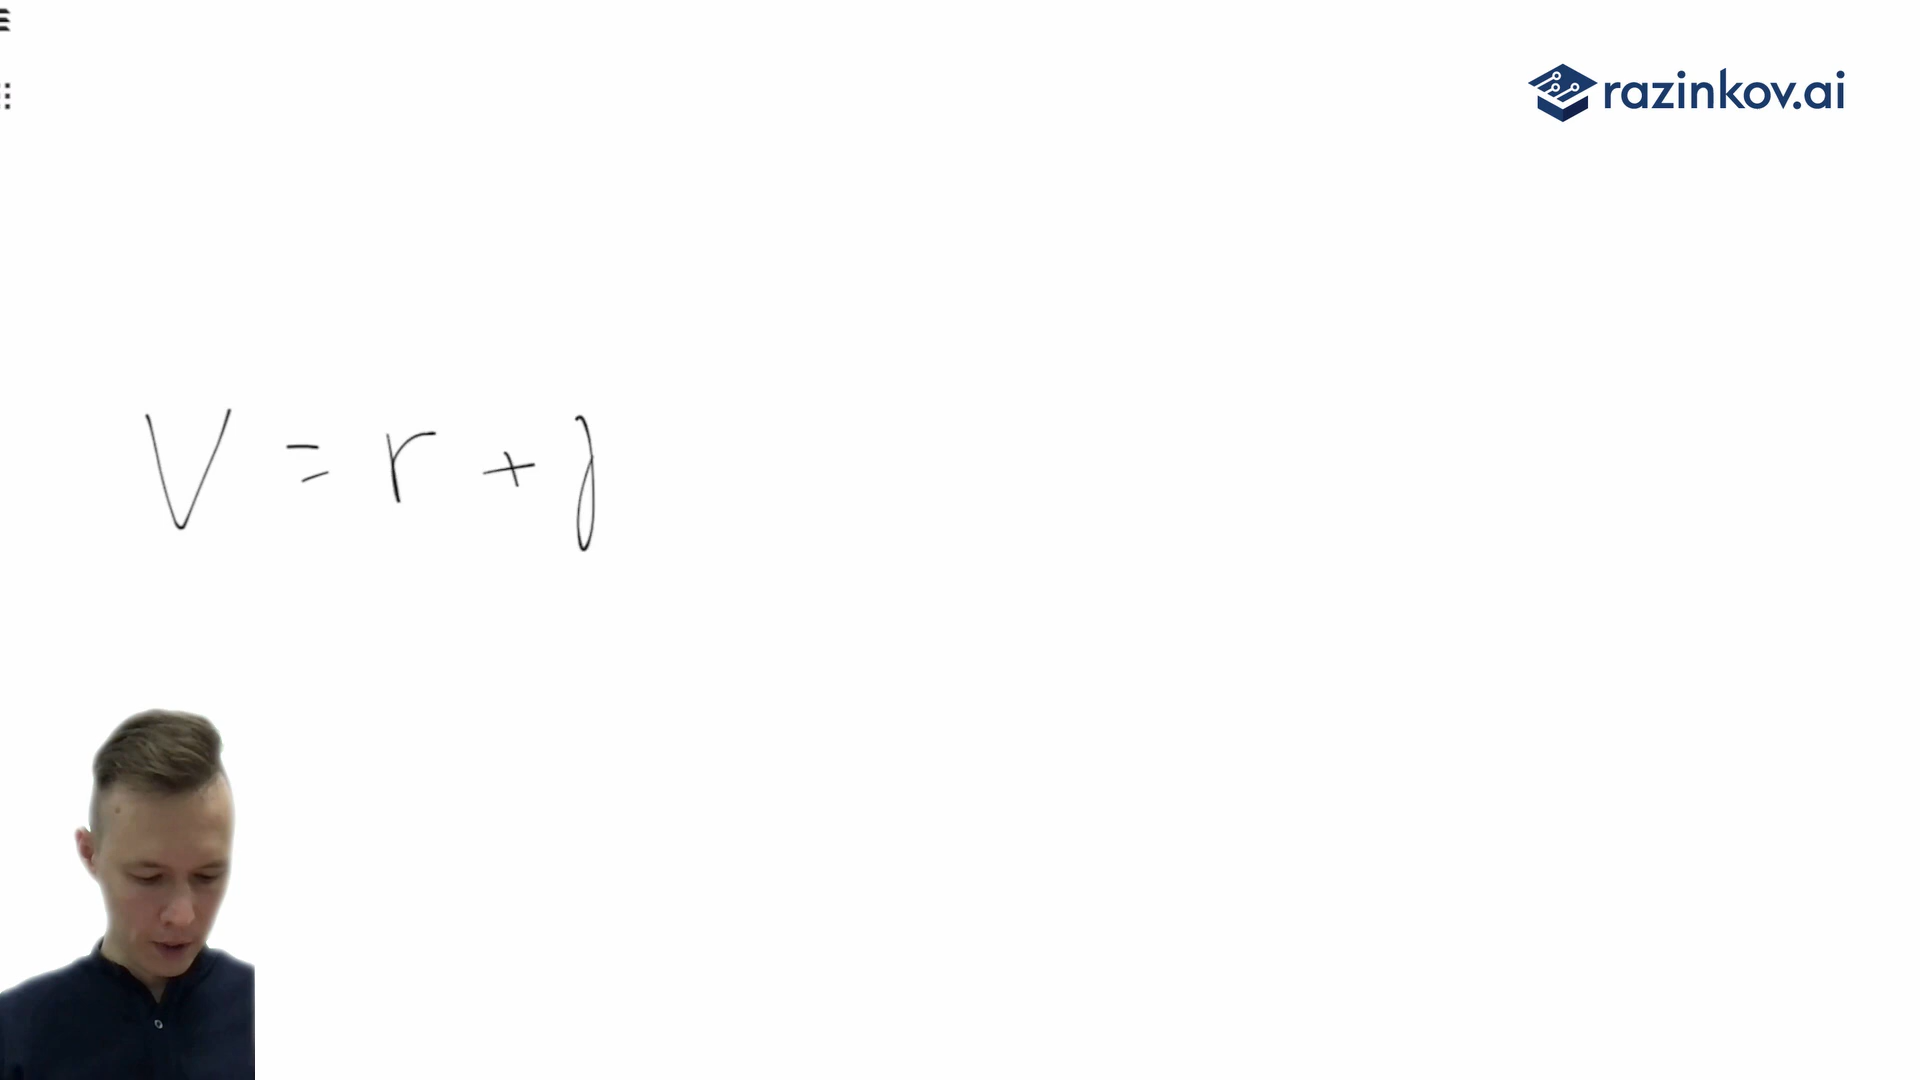 razinkov.ai
V = r + γ